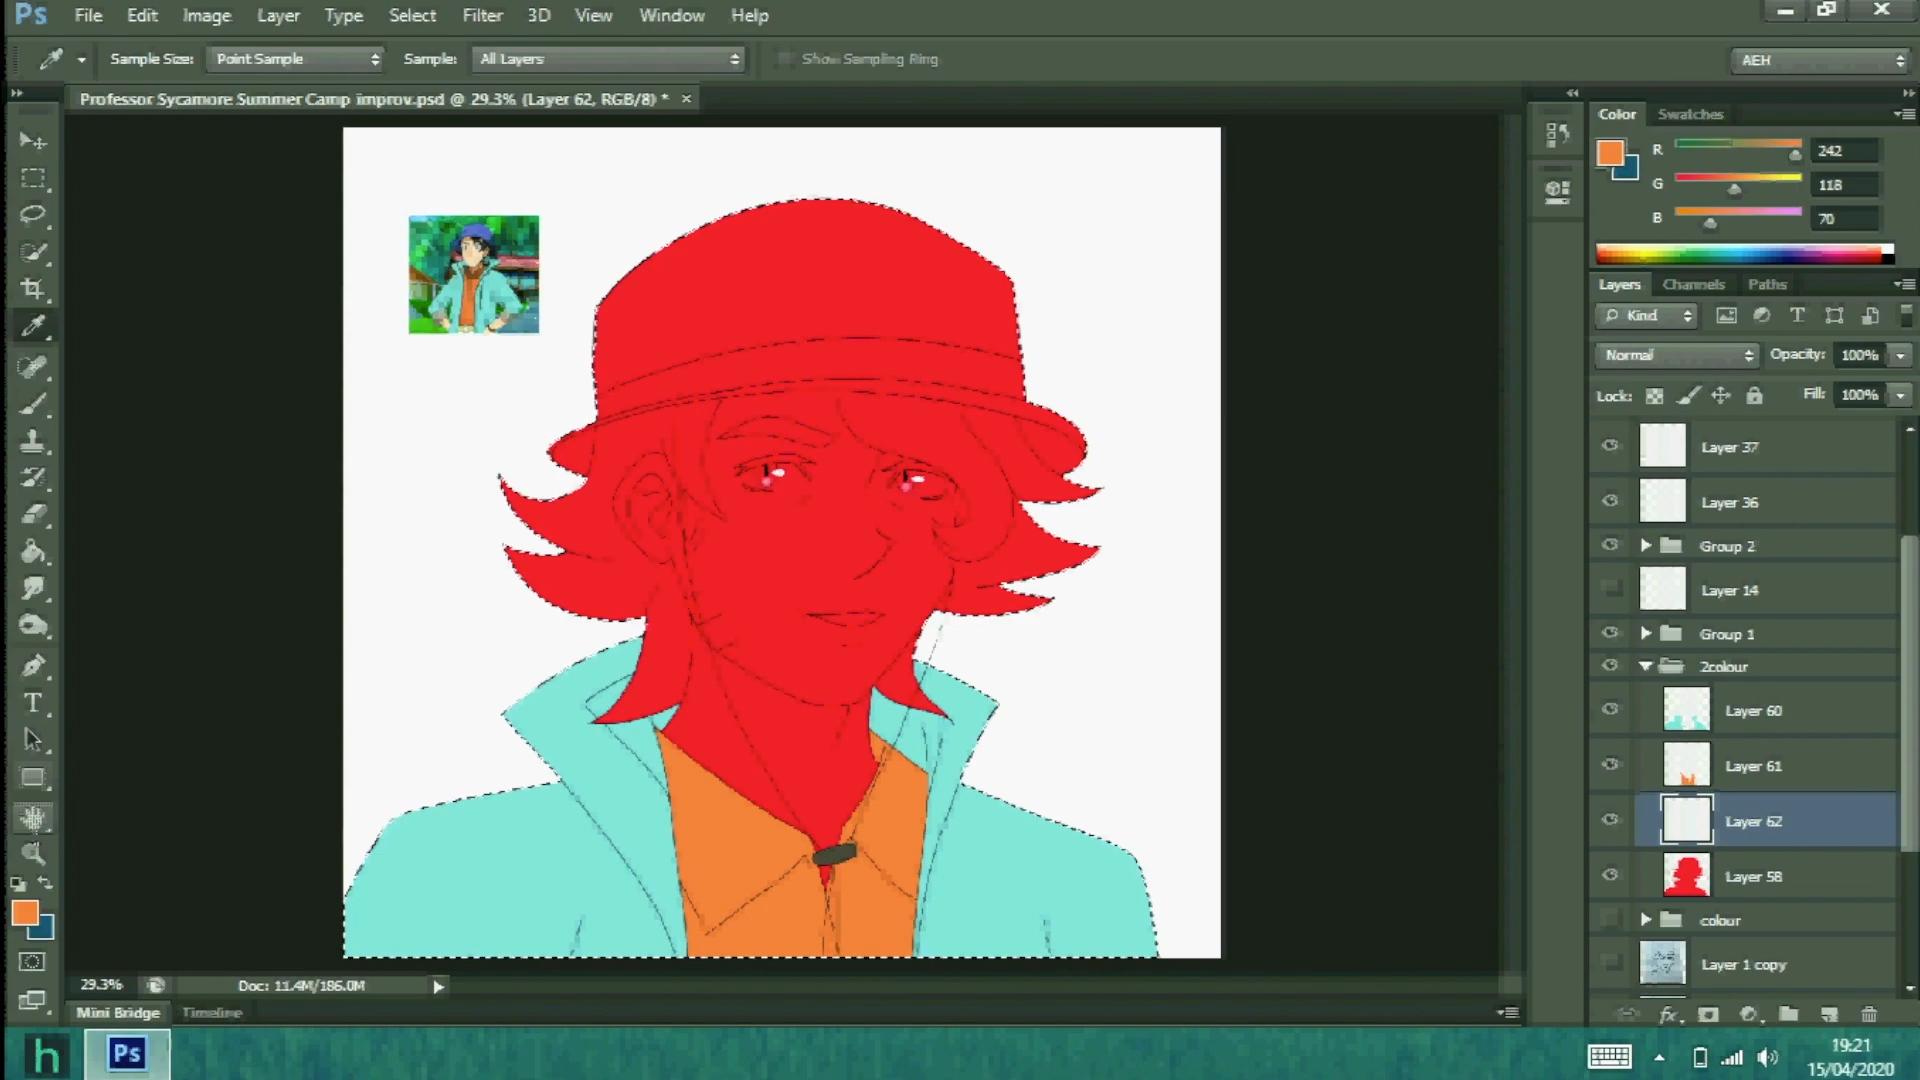 Ps File Edit Image Layer Type Select Filter 3D View Window Help
Sample Size: Point Sample Sample: All Layers Show Sampling Ring AEH
Professor Sycamore Summer Camp improv.psd @ 29.3% (Layer 62, RGB/8) * ×
Color Swatches
R 242
G 118
B 70
Layers Channels Paths
Kind
Normal Opacity: 100%
Lock: Fill: 100%
Layer 37
Layer 36
Group 2
Layer 14
Group 1
2colour
Layer 60
Layer 61
Layer 62
Layer 58
colour
Layer 1 copy
29.3% Doc: 11.4M/186.0M
Mini Bridge Timeline
h Ps
19:21
15/04/2020